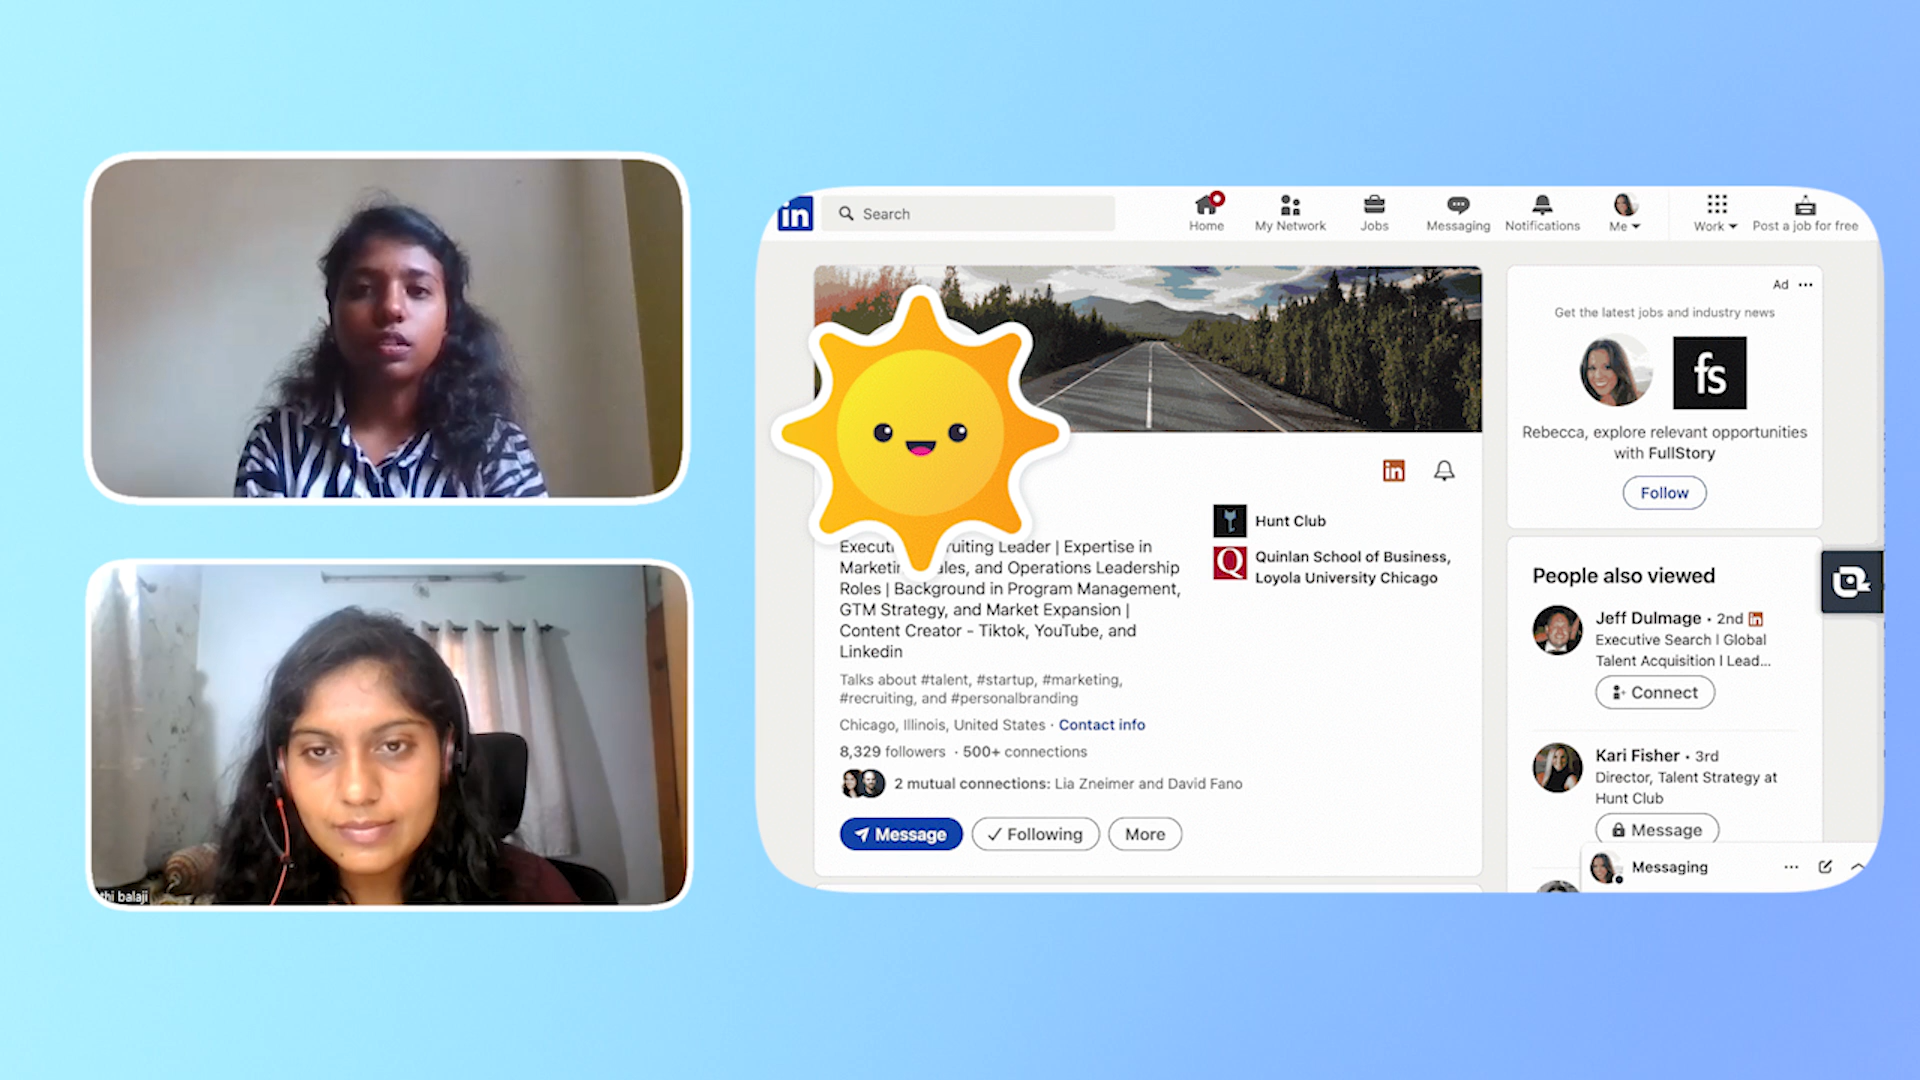 thi balaji
in
Search
Home
My Network
Jobs
Messaging
Notifications
Me
Work
Post a job for free
in
Hunt Club
Q
Quinlan School of Business,
Loyola University Chicago
Leader | Expertise in
and Operations Leadership
Roles | Background in Program Management,
GTM Strategy, and Market Expansion |
Content Creator - Tiktok, YouTube, and
Linkedin
Talks about #talent, #startup, #marketing,
#recruiting, and #personalbranding
Chicago, Illinois, United States · Contact info
8,329 followers · 500+ connections
2 mutual connections: Lia Zneimer and David Fano
Message
Following
More
Ad
Get the latest jobs and industry news
fs
Rebecca, explore relevant opportunities
with FullStory
Follow
People also viewed
Jeff Dulmage • 2nd in
Executive Search | Global
Talent Acquisition | Lead...
Connect
Kari Fisher • 3rd
Director, Talent Strategy at
Hunt Club
Message
Messaging